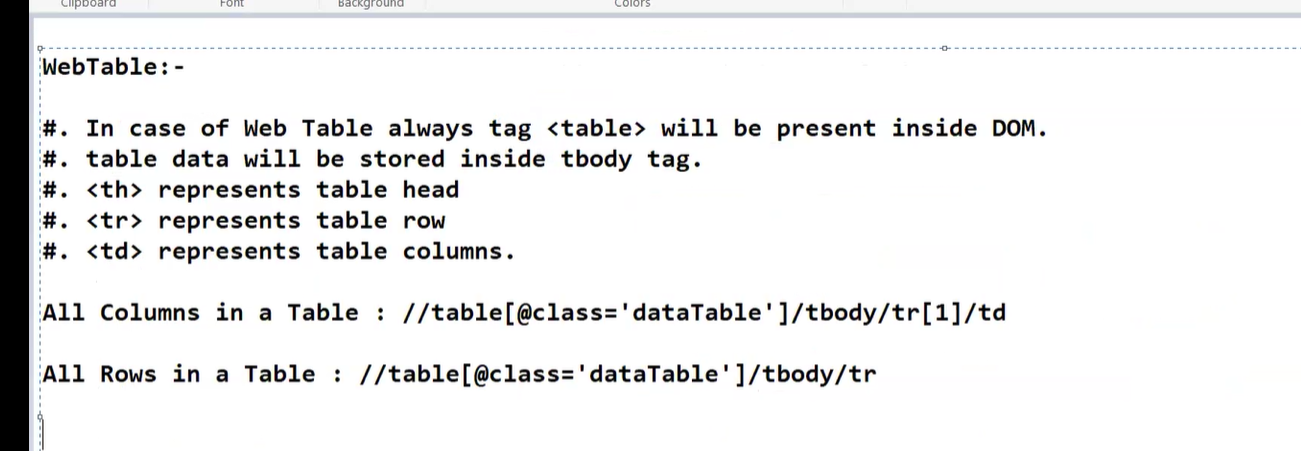 Clipboard Font Background Colors
WebTable:-
#. In case of Web Table always tag <table> will be present inside DOM.
#. table data will be stored inside tbody tag.
#. <th> represents table head
#. <tr> represents table row
#. <td> represents table columns.
All Columns in a Table : //table[@class='dataTable']/tbody/tr[1]/td
All Rows in a Table : //table[@class='dataTable']/tbody/tr